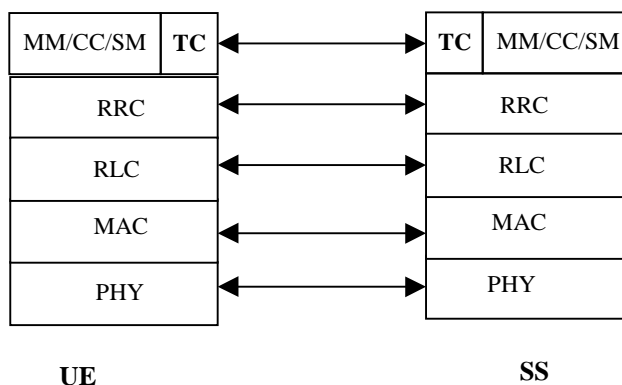 MM/CC/SM TC TC MM/CC/SM
RRC RRC
RLC RLC
MAC MAC
PHY PHY
UE SS